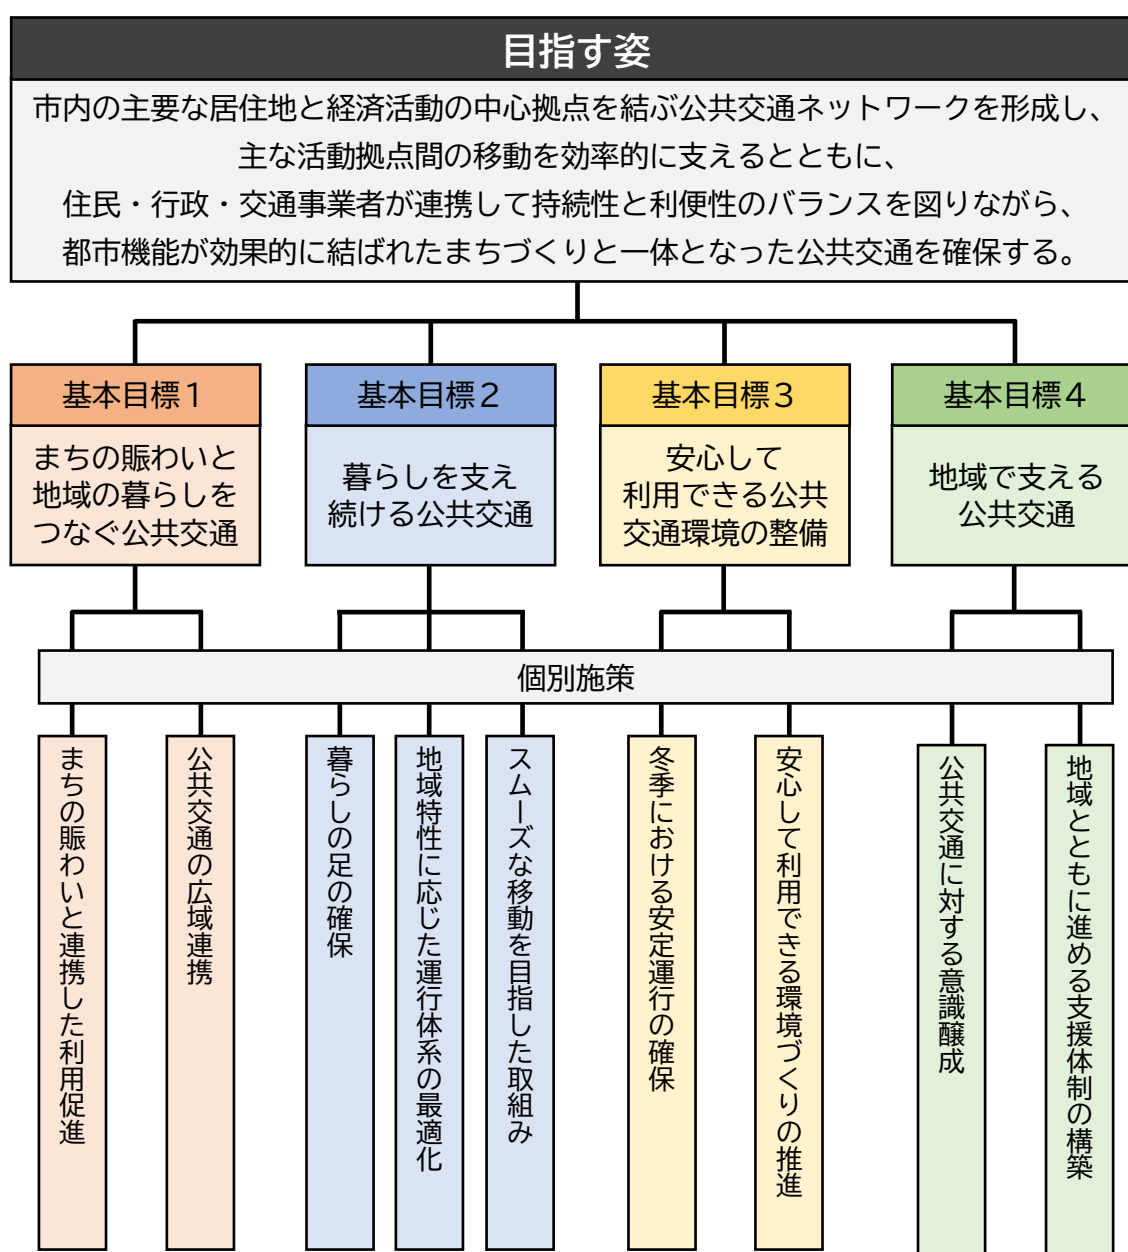 目指す姿
市内の主要な居住地と経済活動の中心拠点を結ぶ公共交通ネットワークを形成し、
主な活動拠点間の移動を効率的に支えるとともに、
住民・行政・交通事業者が連携して持続性と利便性のバランスを図りながら、
都市機能が効果的に結ばれたまちづくりと一体となった公共交通を確保する。
基本目標１
まちの賑わいと
地域の暮らしを
つなぐ公共交通
基本目標２
暮らしを支え
続ける公共交通
基本目標３
安心して
利用できる公共
交通環境の整備
基本目標４
地域で支える
公共交通
個別施策
まちの賑わいと連携した利用促進
公共交通の広域連携
暮らしの足の確保
地域特性に応じた運行体系の最適化
スムーズな移動を目指した取組み
冬季における安定運行の確保
安心して利用できる環境づくりの推進
公共交通に対する意識醸成
地域とともに進める支援体制の構築